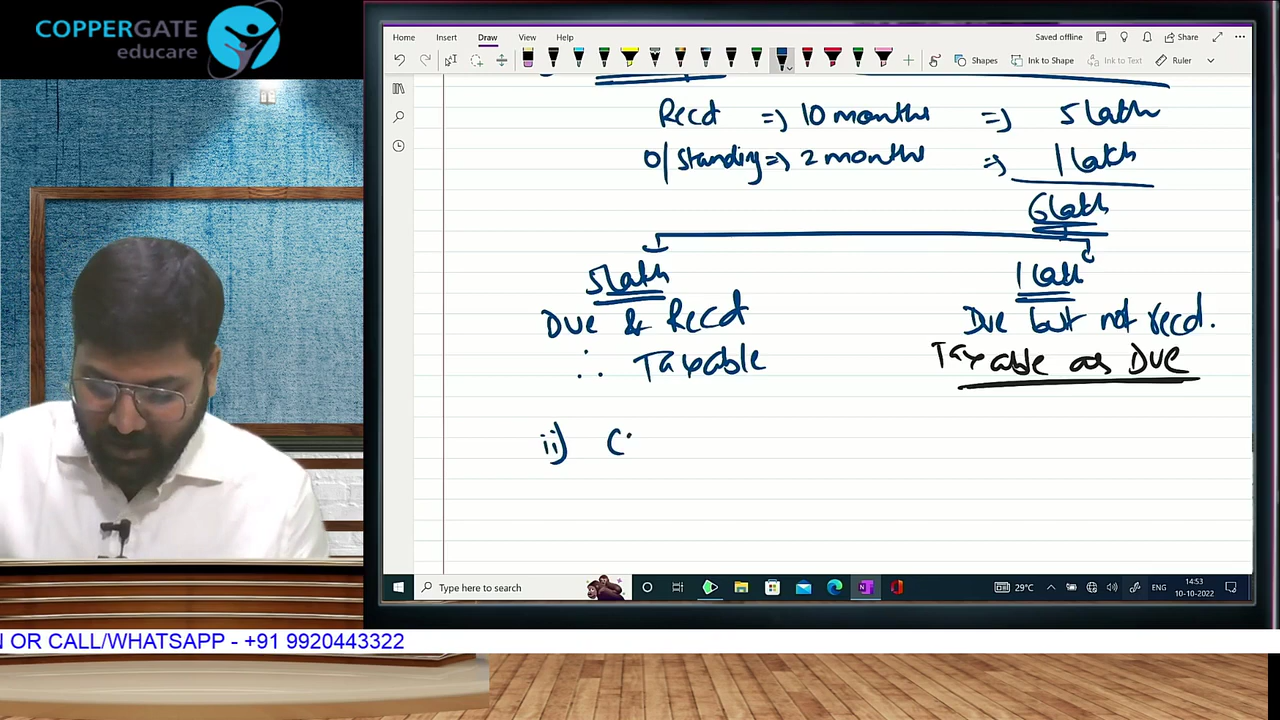 COPPERGATE
educare
Home Insert Draw View Help
Saved offline
Share
Shapes
Ink to Shape
Ink to Text
Ruler
Recd => 10 months => 5 lakh
O/Standing => 2 months => 1 lakh
6 lakh
5 lakh
1 lakh
Due & Recd
Due but not recd.
∴ Taxable
Taxable as Due
ii) C
Type here to search
29°C
ENG
14:53
10-10-2022
N OR CALL/WHATSAPP - +91 9920443322